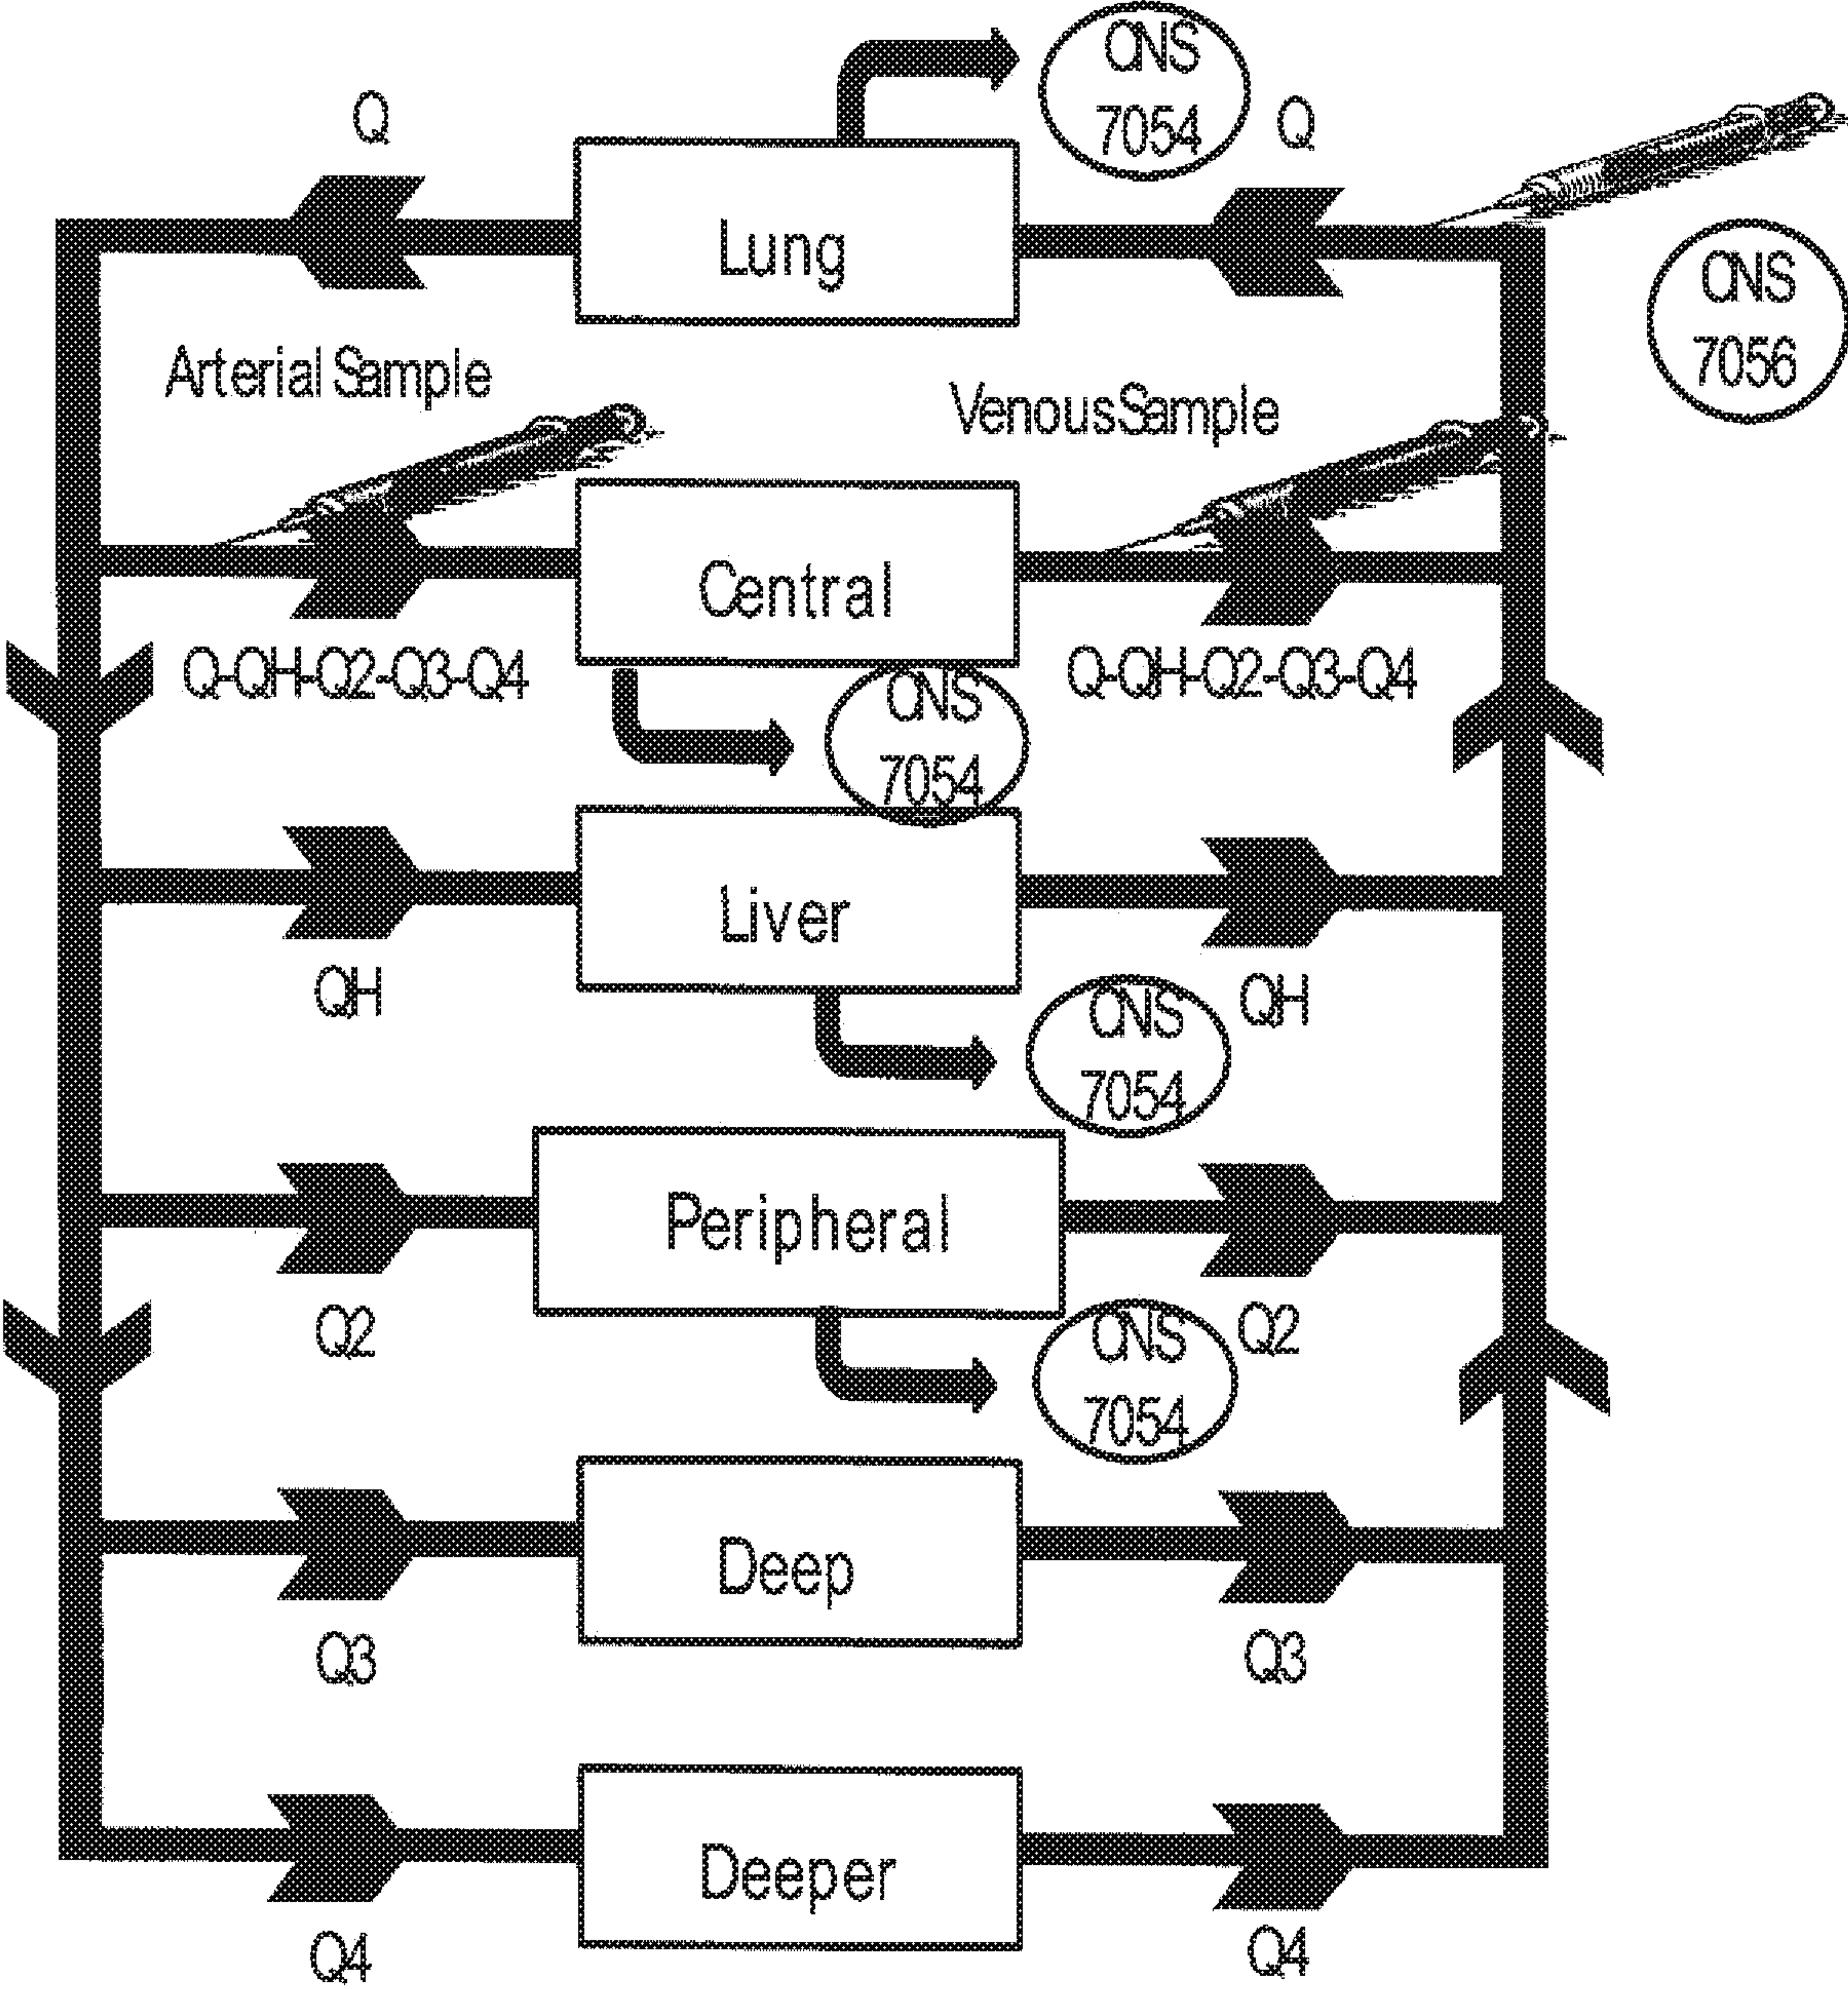 CNS
7054
Q
Q
Lung
CNS
7056
Arterial Sample
Venous Sample
Central
Q-QH-Q2-Q3-Q4
Q-QH-Q2-Q3-Q4
CNS
7054
Liver
QH
QH
CNS
7054
Peripheral
Q2
Q2
CNS
7054
Deep
Q3
Q3
Deeper
Q4
Q4